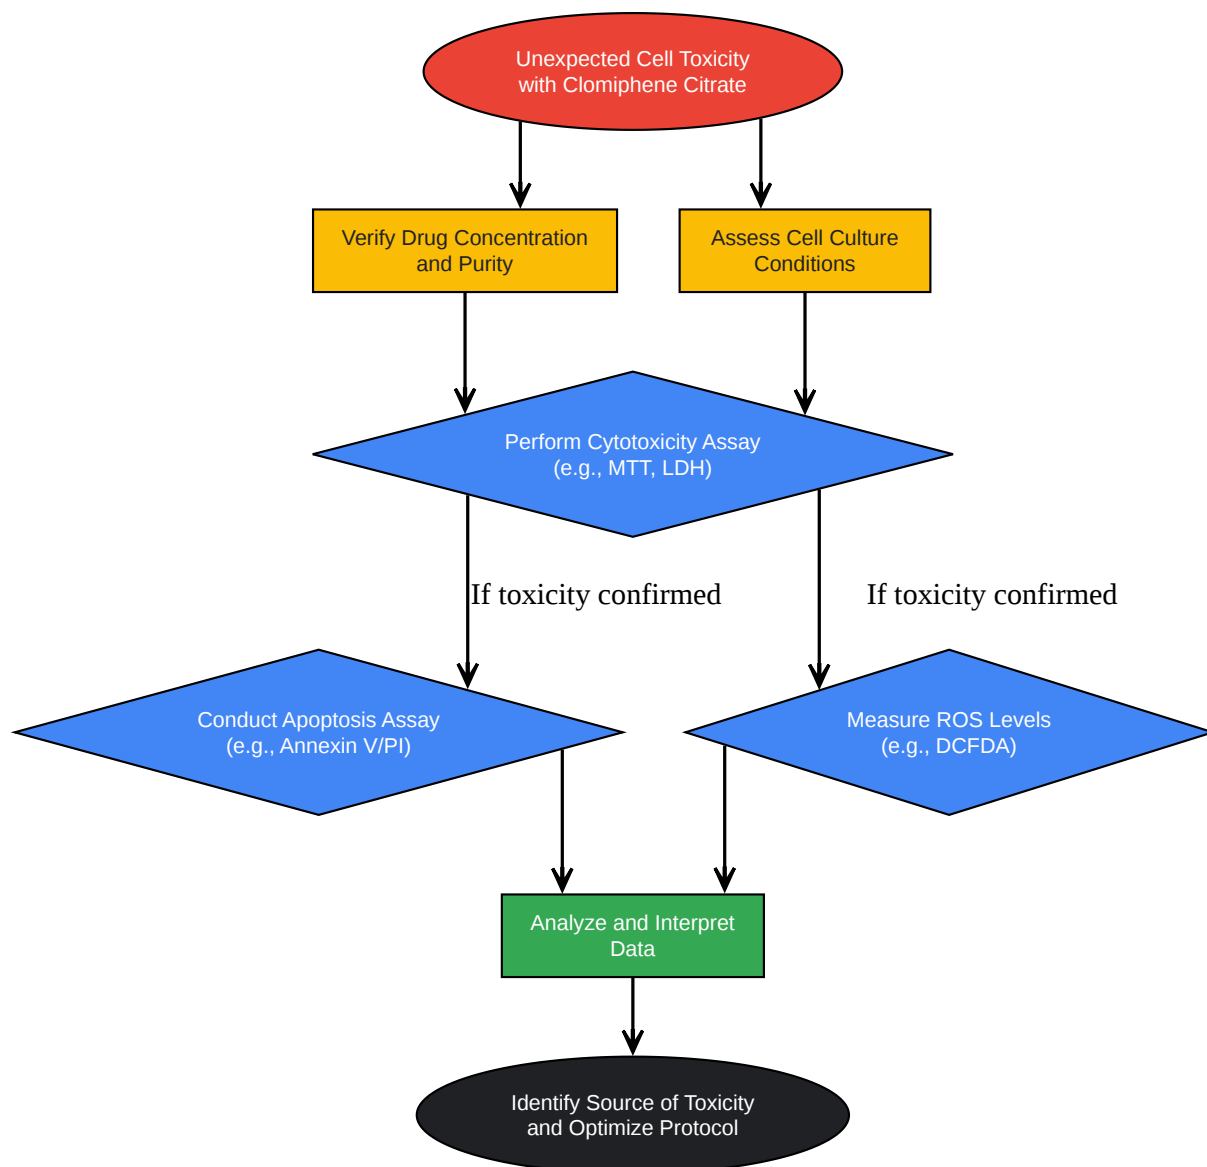 Unexpected Cell Toxicity
with Clomiphene Citrate
Verify Drug Concentration
and Purity
Assess Cell Culture
Conditions
Perform Cytotoxicity Assay
(e.g., MTT, LDH)
If toxicity confirmed
If toxicity confirmed
Conduct Apoptosis Assay
(e.g., Annexin V/PI)
Measure ROS Levels
(e.g., DCFDA)
Analyze and Interpret
Data
Identify Source of Toxicity
and Optimize Protocol